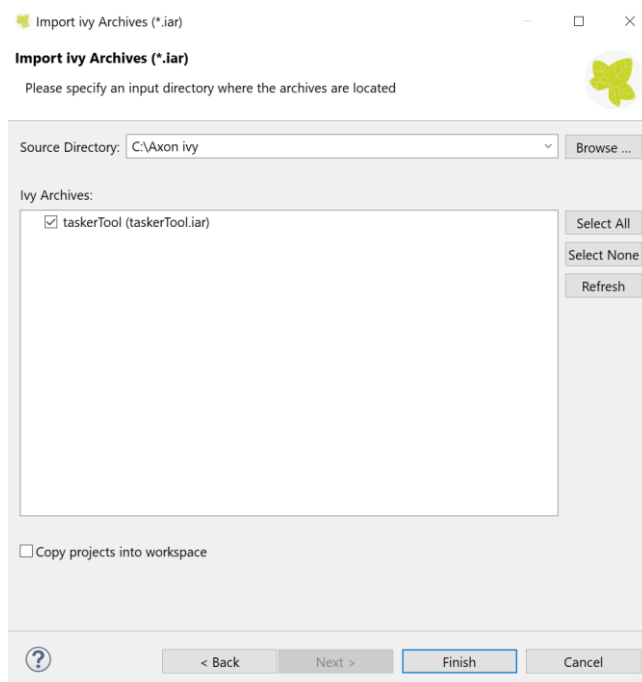 Import ivy Archives (*.iar)
Import ivy Archives (*.iar)
Please specify an input directory where the archives are located
Source Directory: C:\Axon ivy Browse ...
Ivy Archives:
taskerTool (taskerTool.iar)
Select All
Select None
Refresh
Copy projects into workspace
? < Back Next > Finish Cancel